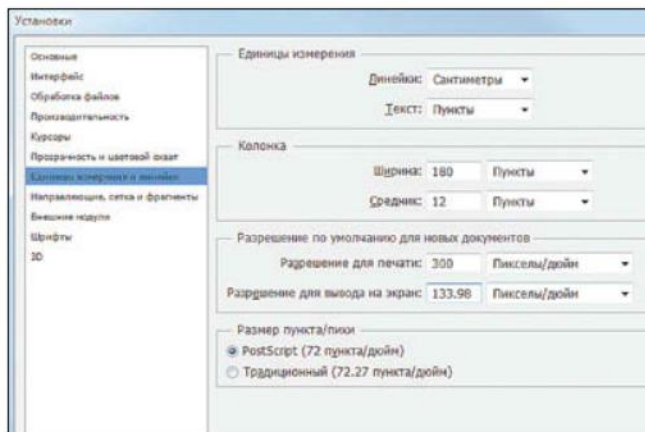 Установки
Основные
Интерфейс
Обработка файлов
Производительность
Курсоры
Прозрачность и цветовой охват
Единицы измерения и линейки
Направляющие, сетка и фрагменты
Внешние модули
Шрифты
3D
Единицы измерения
Линейки: Сантиметры
Текст: Пункты
Колонка
Ширина: 180 Пункты
Средник: 12 Пункты
Разрешение по умолчанию для новых документов
Разрешение для печати: 300 Пикселы/дюйм
Разрешение для вывода на экран: 133.98 Пикселы/дюйм
Размер пункта/пики
PostScript (72 пункта/дюйм)
Традиционный (72.27 пункта/дюйм)